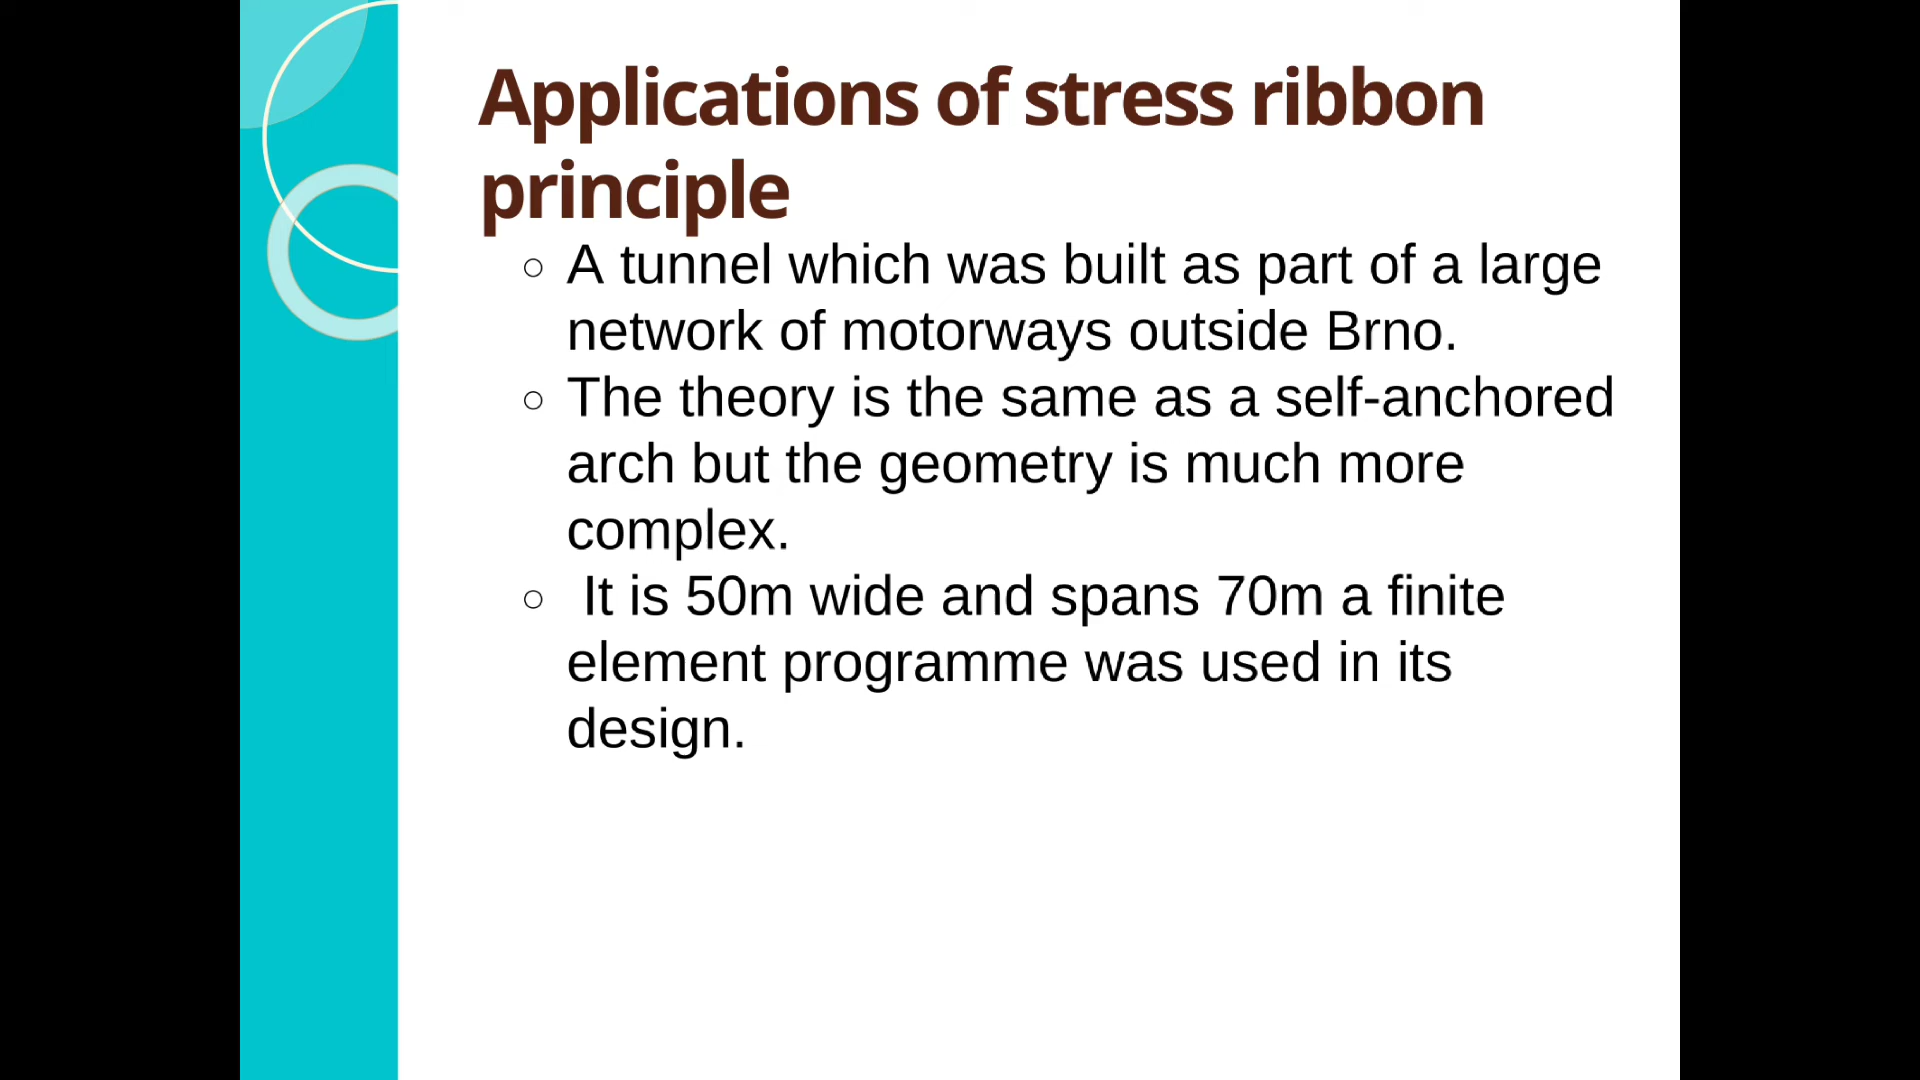 Applications of stress ribbon
principle
○ A tunnel which was built as part of a large
network of motorways outside Brno.
○ The theory is the same as a self-anchored
arch but the geometry is much more
complex.
○ It is 50m wide and spans 70m a finite
element programme was used in its
design.